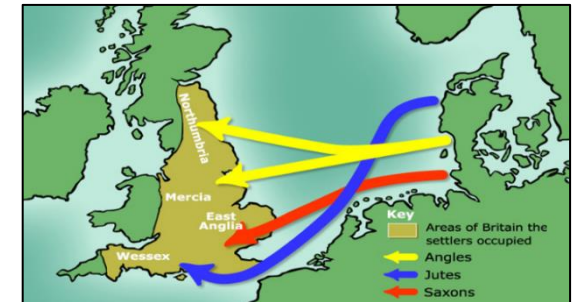 Northumbria
Mercia
East
Anglia
Wessex
Key
Areas of Britain the
settlers occupied
Angles
Jutes
Saxons